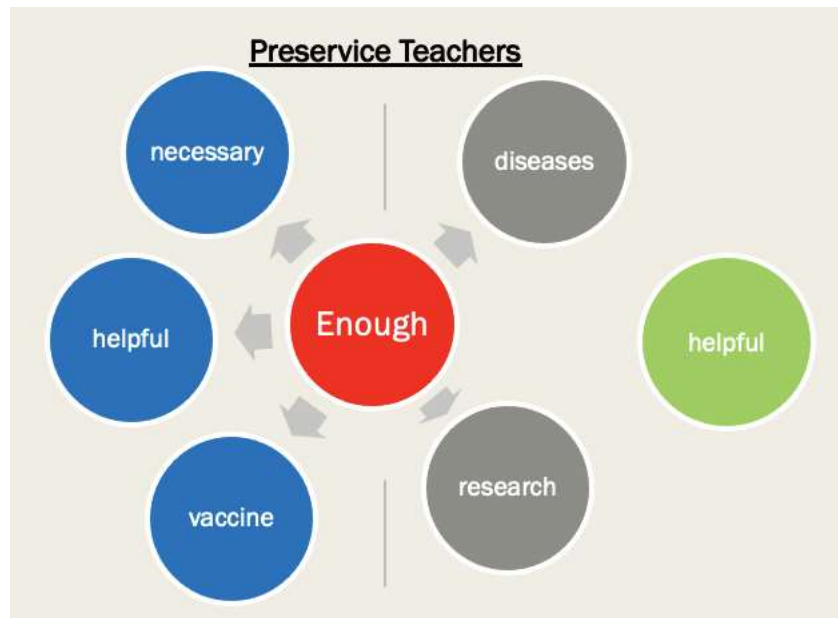 Preservice Teachers
necessary
diseases
helpful
Enough
helpful
vaccine
research